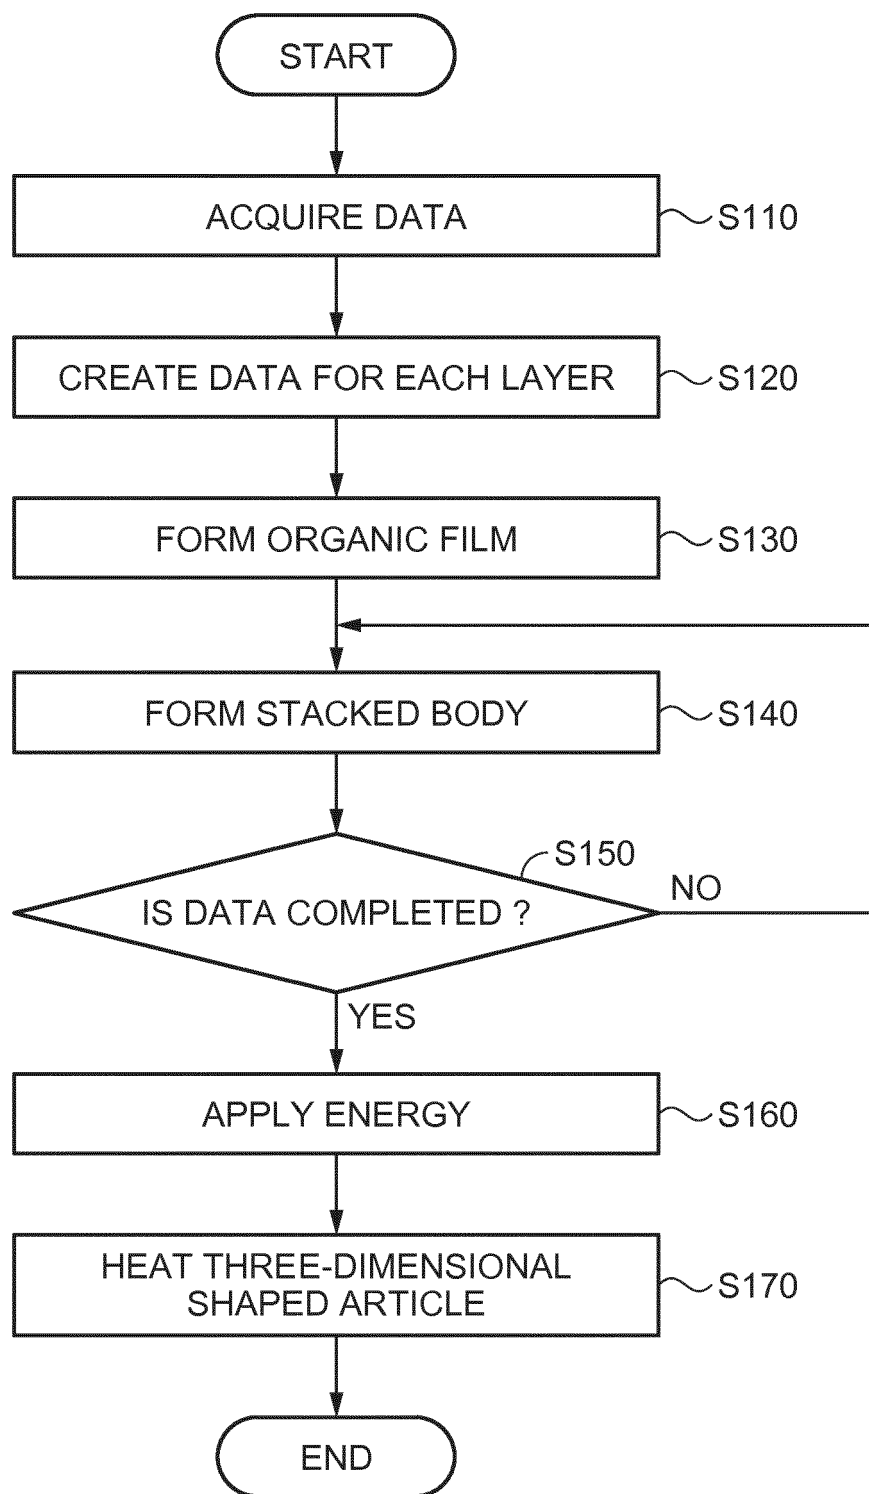 START
ACQUIRE DATA
S110
CREATE DATA FOR EACH LAYER
S120
FORM ORGANIC FILM
S130
FORM STACKED BODY
S140
S150
IS DATA COMPLETED ?
NO
YES
APPLY ENERGY
S160
HEAT THREE-DIMENSIONAL
SHAPED ARTICLE
S170
END